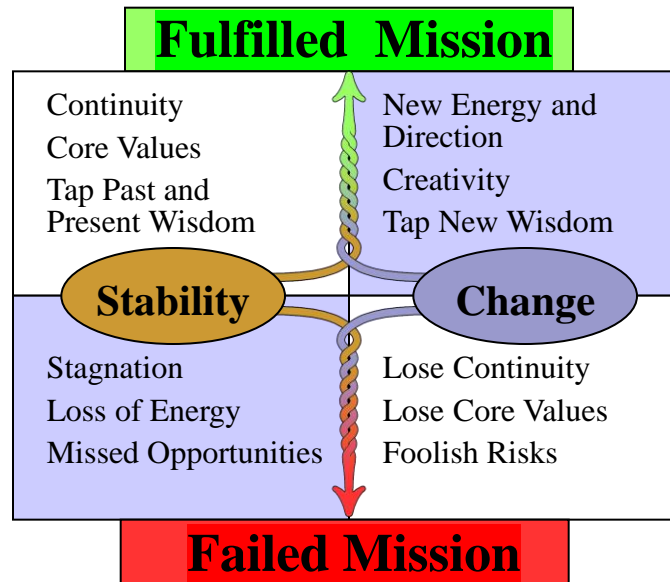 Fulfilled Mission
Continuity
Core Values
Tap Past and
Present Wisdom
New Energy and
Direction
Creativity
Tap New Wisdom
Stability
Change
Stagnation
Loss of Energy
Missed Opportunities
Lose Continuity
Lose Core Values
Foolish Risks
Failed Mission